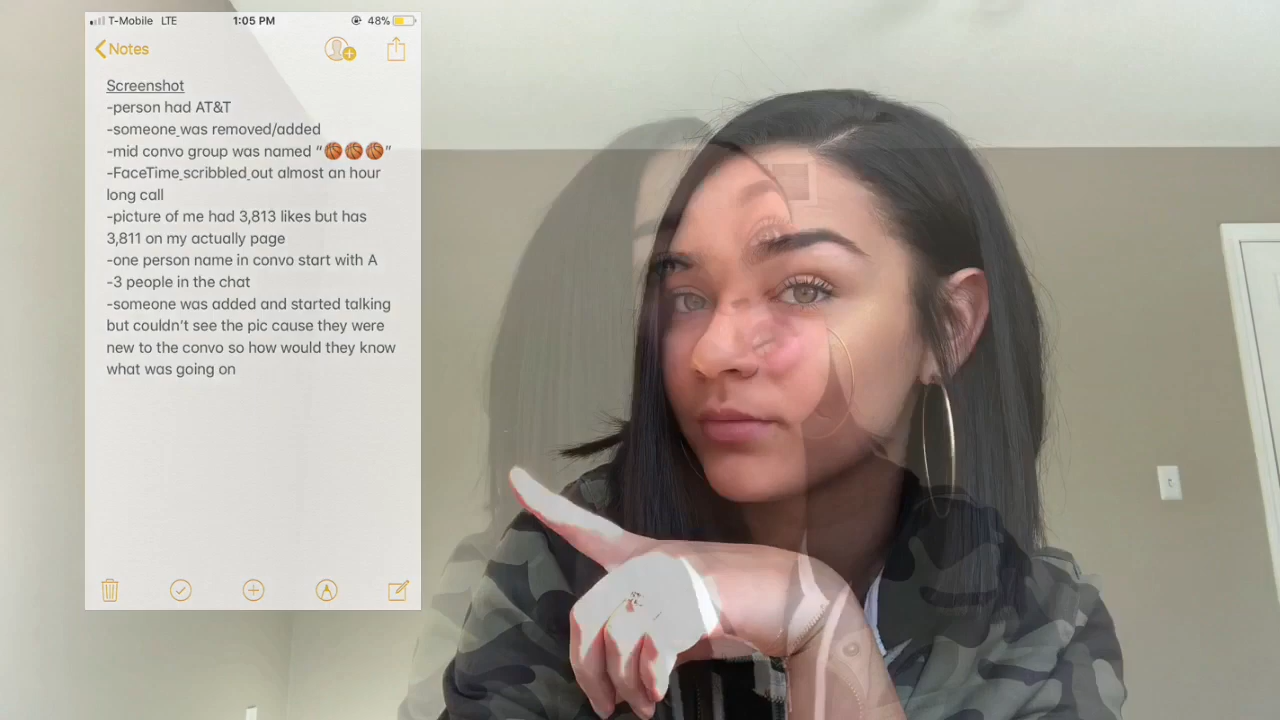 T-Mobile LTE 1:05 PM 48%
Notes
Screenshot
-person had AT&T
-someone was removed/added
-mid convo group was named “🏀🏀🏀”
-FaceTime scribbled out almost an hour
long call
-picture of me had 3,813 likes but has
3,811 on my actually page
-one person name in convo start with A
-3 people in the chat
-someone was added and started talking
but couldn’t see the pic cause they were
new to the convo so how would they know
what was going on